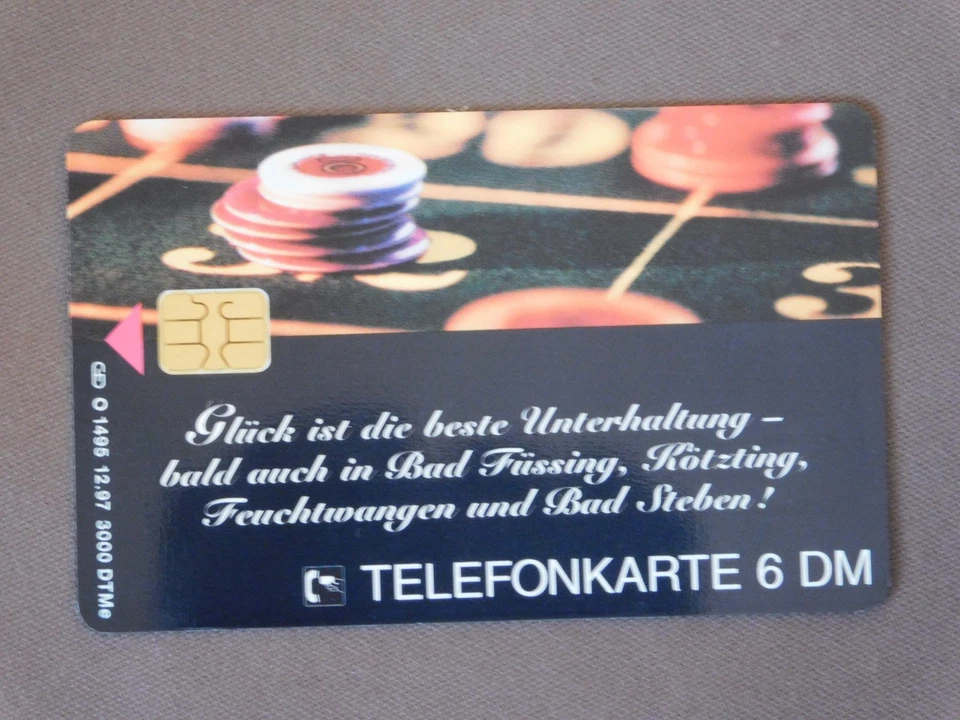 Glück ist die beste Unterhaltung –
bald auch in Bad Füssing, Kötzting,
Feuchtwangen und Bad Steben!
TELEFONKARTE 6 DM
GD O 1495 12.97 3000 DTMe